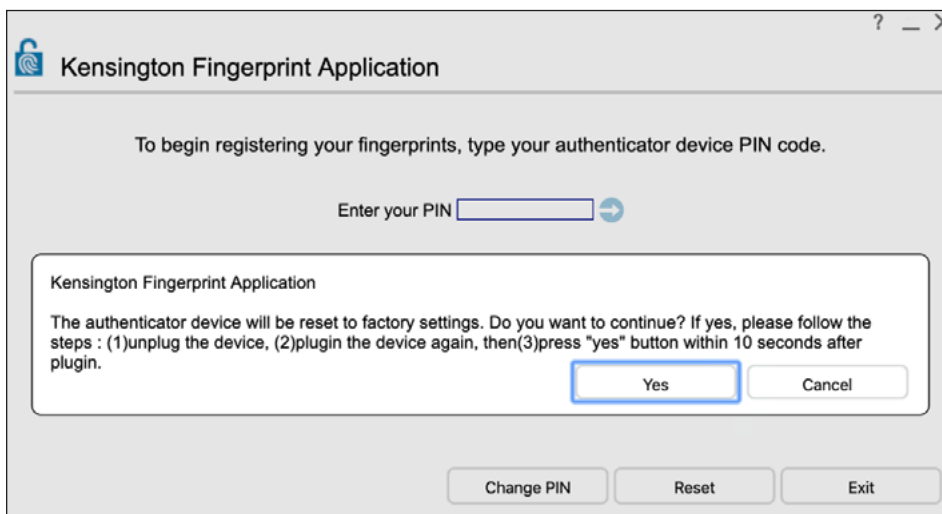 ?
Kensington Fingerprint Application
To begin registering your fingerprints, type your authenticator device PIN code.
Enter your PIN
Kensington Fingerprint Application
The authenticator device will be reset to factory settings. Do you want to continue? If yes, please follow the
steps : (1)unplug the device, (2)plugin the device again, then(3)press "yes" button within 10 seconds after
plugin.
Yes Cancel
Change PIN Reset Exit